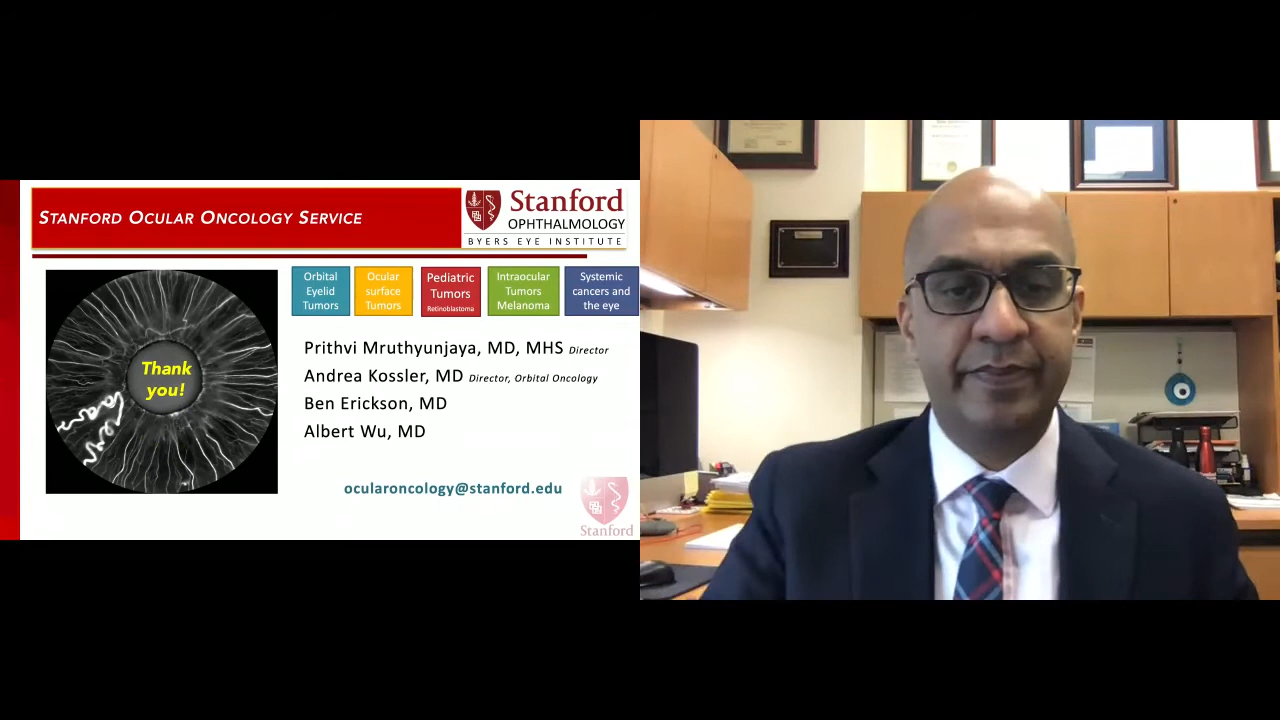 STANFORD OCULAR ONCOLOGY SERVICE
Stanford
OPHTHALMOLOGY
BYERS EYE INSTITUTE
Orbital
Eyelid
Tumors
Ocular
surface
Tumors
Pediatric
Tumors
Retinoblastoma
Intraocular
Tumors
Melanoma
Systemic
cancers and
the eye
Thank
you!
Prithvi Mruthyunjaya, MD, MHS Director
Andrea Kossler, MD Director, Orbital Oncology
Ben Erickson, MD
Albert Wu, MD
ocularoncology@stanford.edu
Stanford